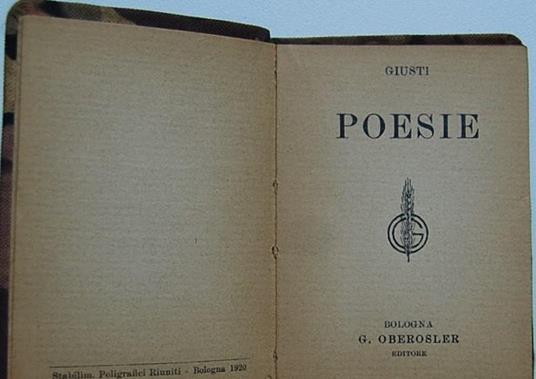 Stabilim. Poligrafici Riuniti - Bologna 1920
GIUSTI
POESIE
BOLOGNA
G. OBEROSLER
EDITORE